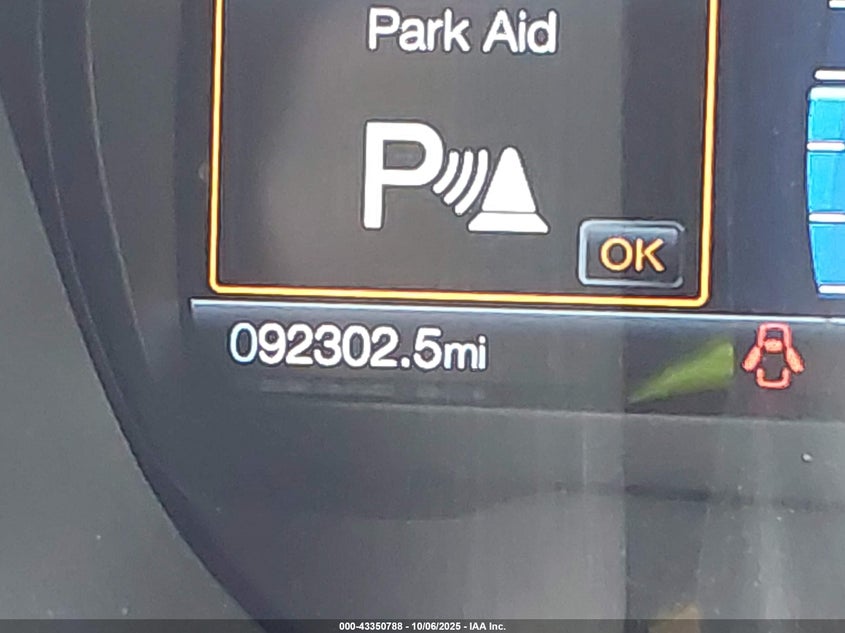 Park Aid
P
OK
092302.5mi
000-43350788 - 10/06/2025 - IAA Inc.